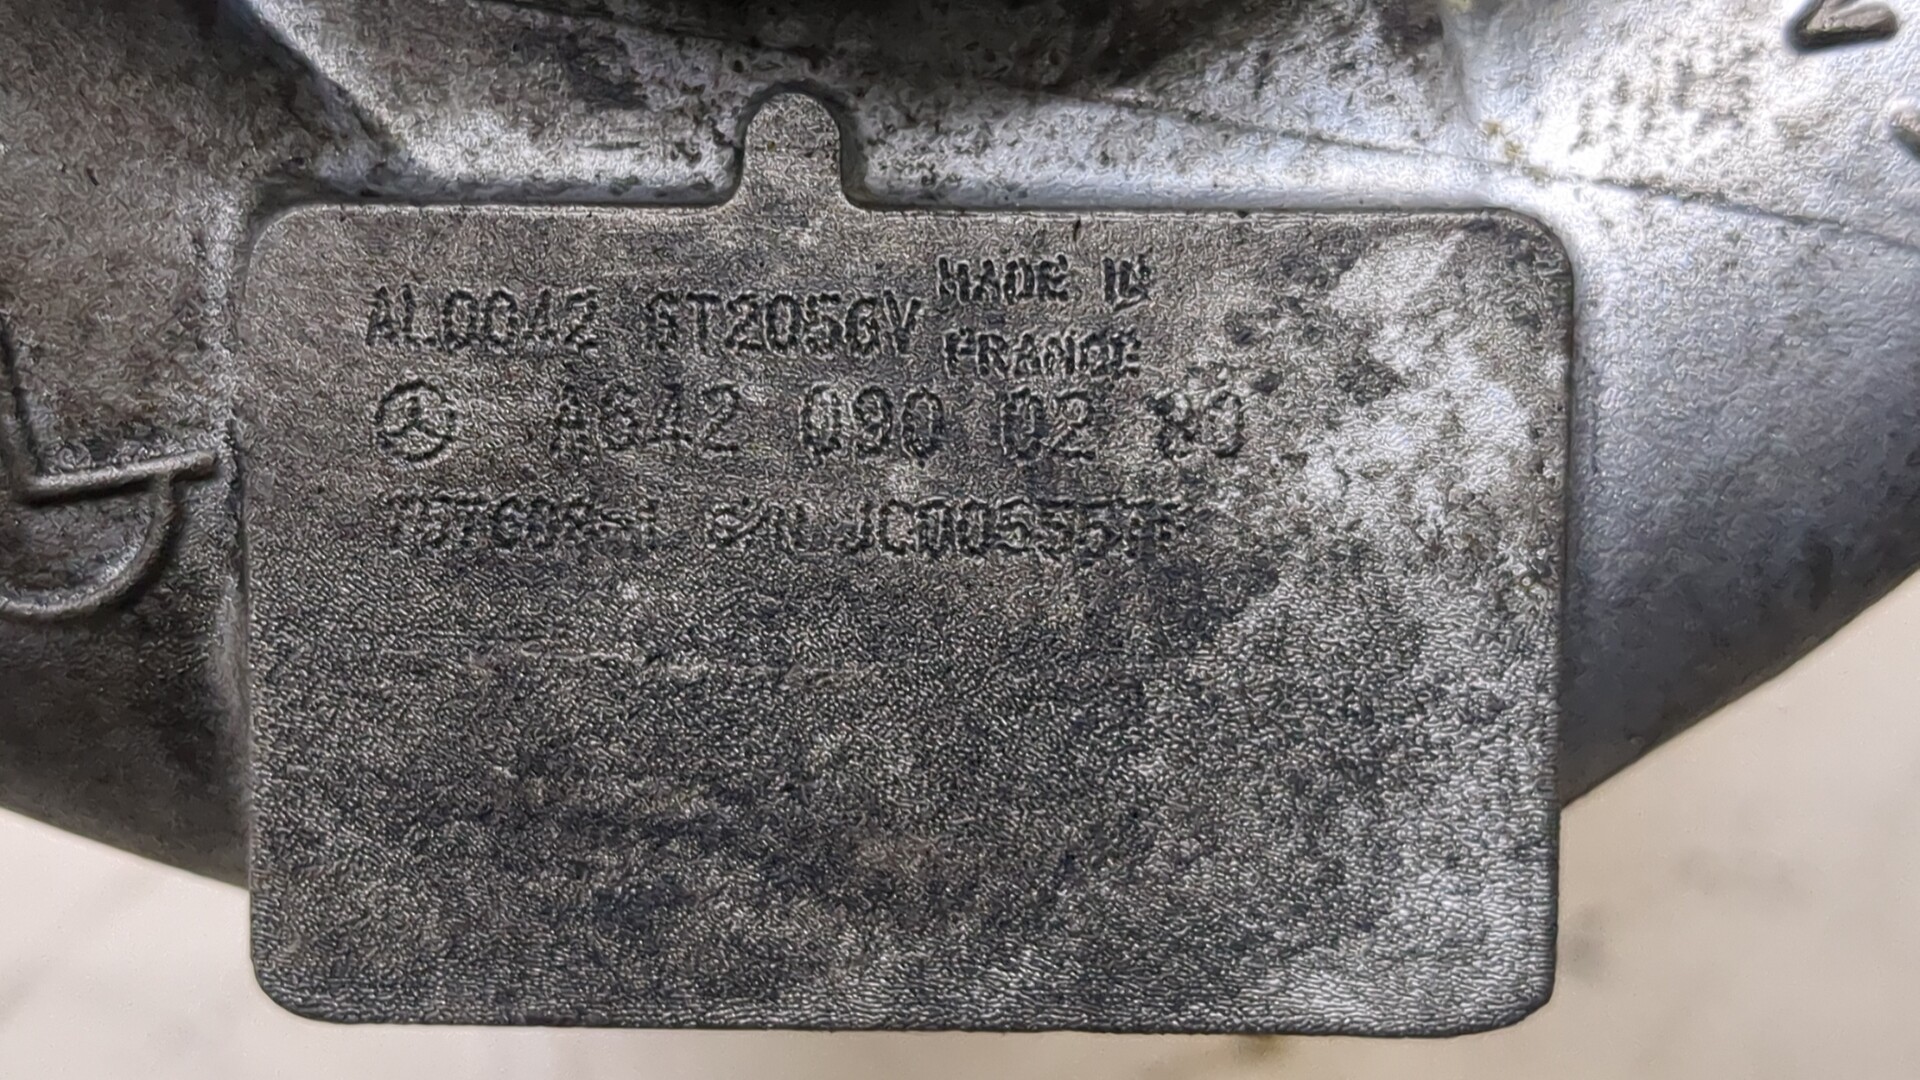 AL0042 GT2056V MADE IN
FRANCE
A642 090 02 80
S/N